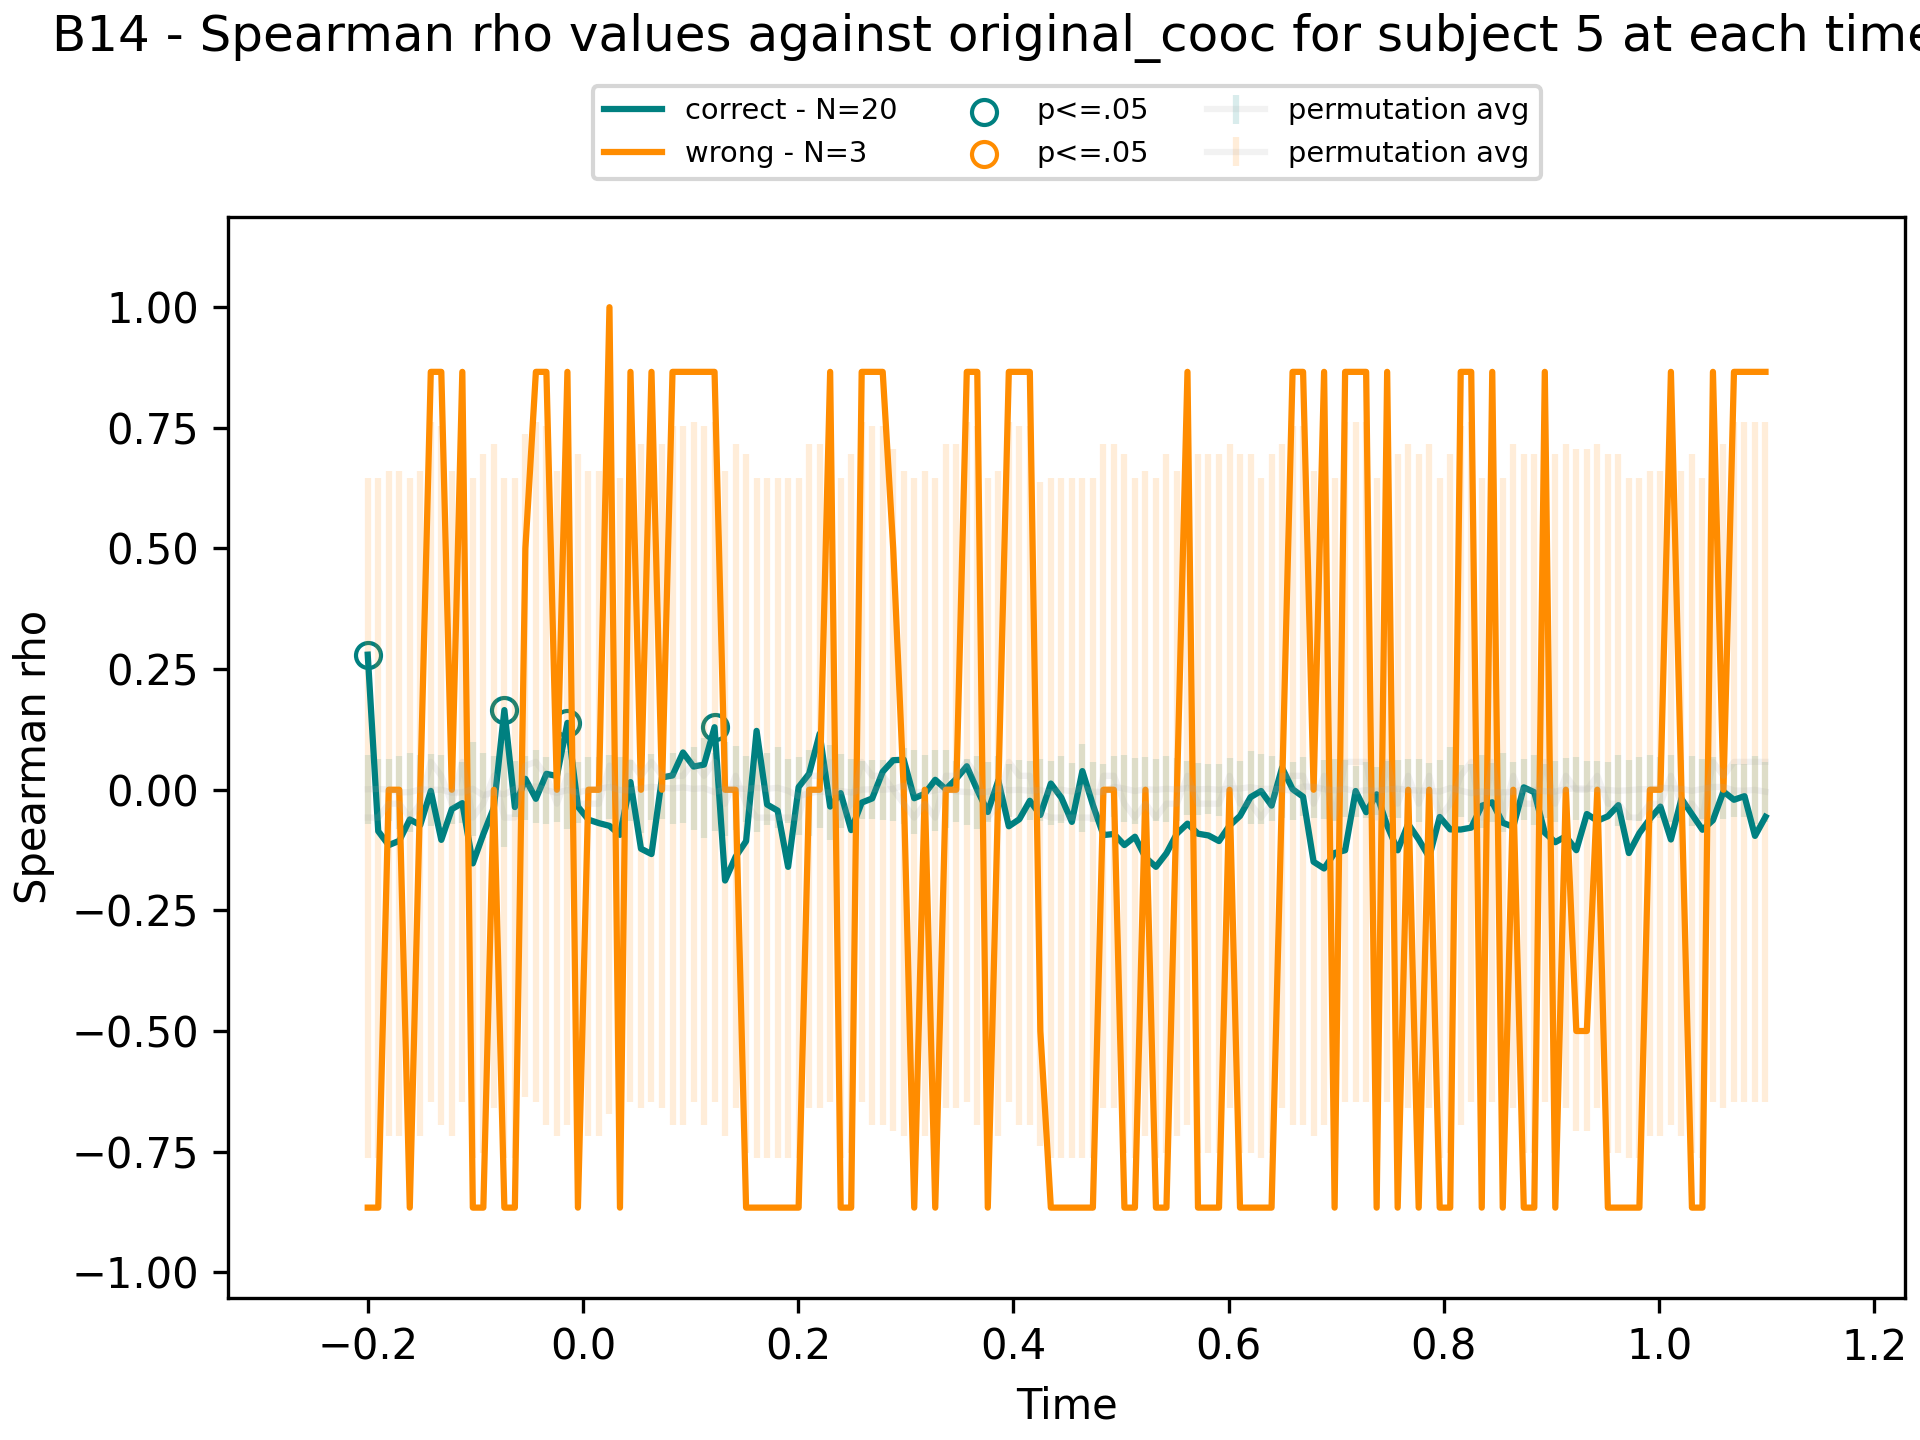 B14 - Spearman rho values against original_cooc for subject 5 at each time
correct - N=20
p<=.05
permutation avg
wrong - N=3
p<=.05
permutation avg
1.00
0.75
0.50
0.25
0.00
−0.25
−0.50
−0.75
−1.00
Spearman rho
−0.2
0.0
0.2
0.4
0.6
0.8
1.0
1.2
Time